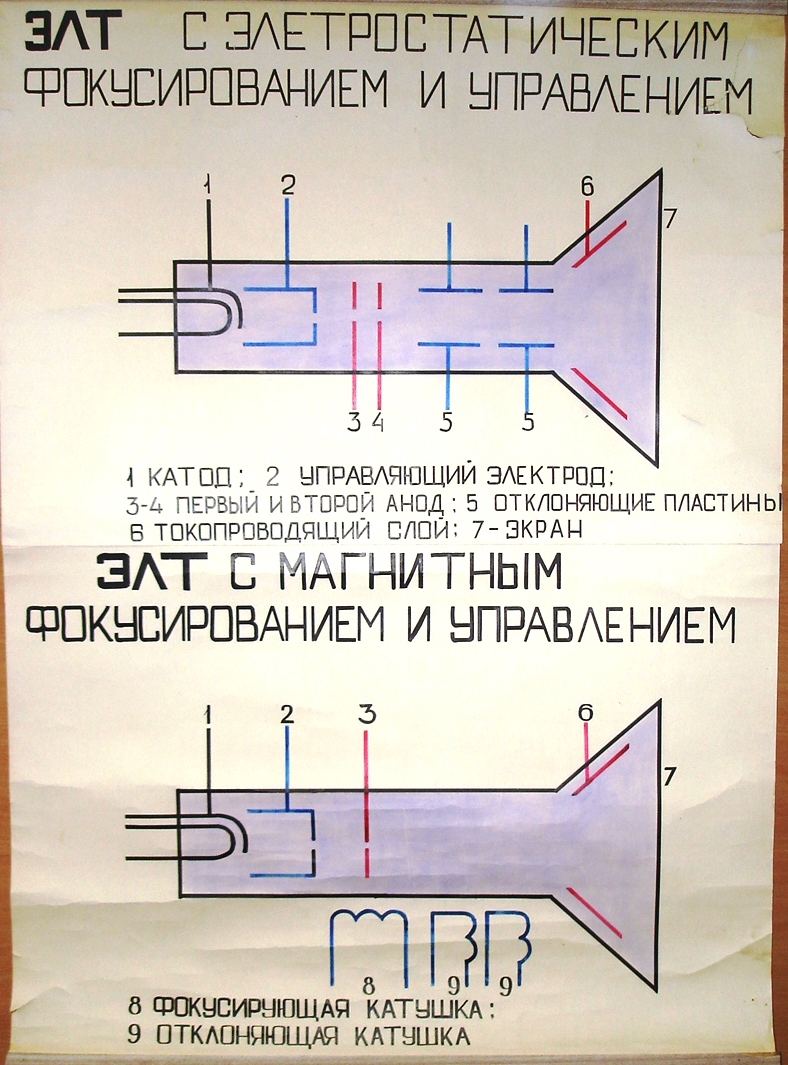 ЭЛТ С ЭЛЕТРОСТАТИЧЕСКИМ
ФОКУСИРОВАНИЕМ И УПРАВЛЕНИЕМ
1 2 6
7
3 4 5 5
1 КАТОД; 2 УПРАВЛЯЮЩИЙ ЭЛЕКТРОД;
3-4 ПЕРВЫЙ И ВТОРОЙ АНОД; 5 ОТКЛОНЯЮЩИЕ ПЛАСТИНЫ
6 ТОКОПРОВОДЯЩИЙ СЛОЙ; 7-ЭКРАН
ЭЛТ С МАГНИТНЫМ
ФОКУСИРОВАНИЕМ И УПРАВЛЕНИЕМ
1 2 3 6
7
8 9 9
8 ФОКУСИРУЮЩАЯ КАТУШКА;
9 ОТКЛОНЯЮЩАЯ КАТУШКА